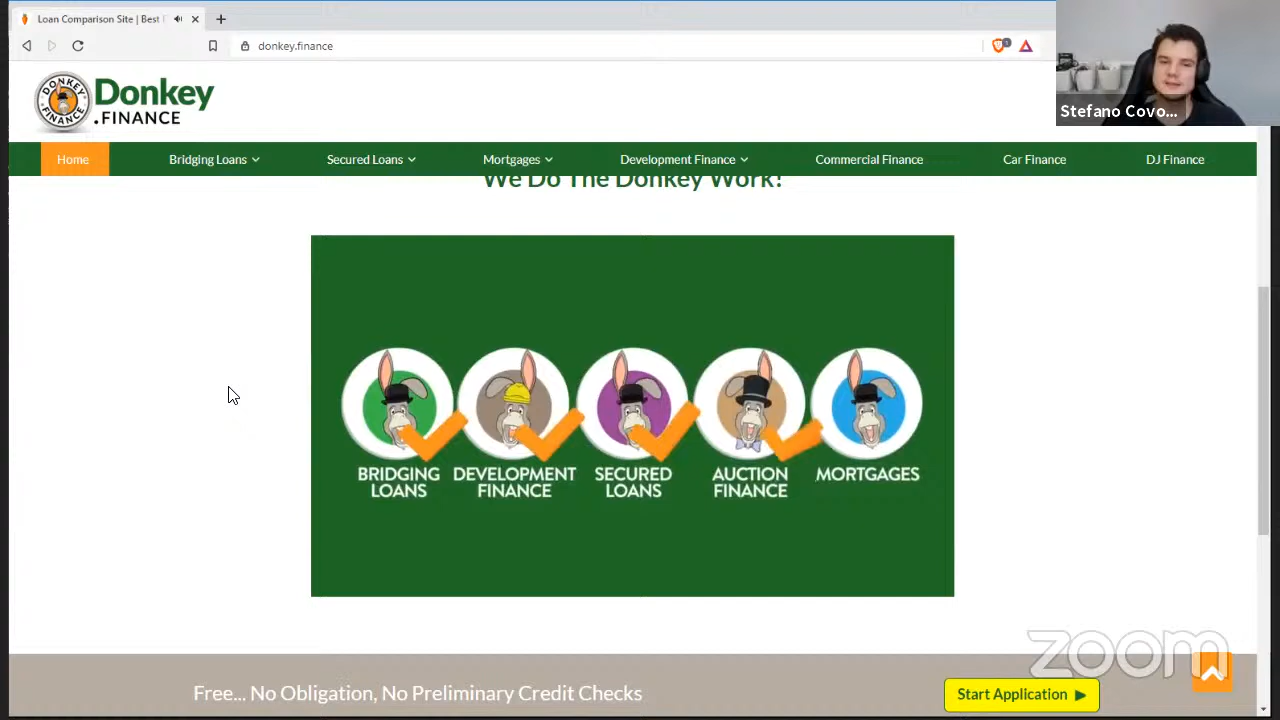 Loan Comparison Site | Best
donkey.finance
Stefano Covo...
DONKEY
FINANCE
Donkey
.FINANCE
Home
Bridging Loans
Secured Loans
Mortgages
Development Finance
Commercial Finance
Car Finance
DJ Finance
We Do The Donkey Work!
BRIDGING
LOANS
DEVELOPMENT
FINANCE
SECURED
LOANS
AUCTION
FINANCE
MORTGAGES
zoom
Free... No Obligation, No Preliminary Credit Checks
Start Application